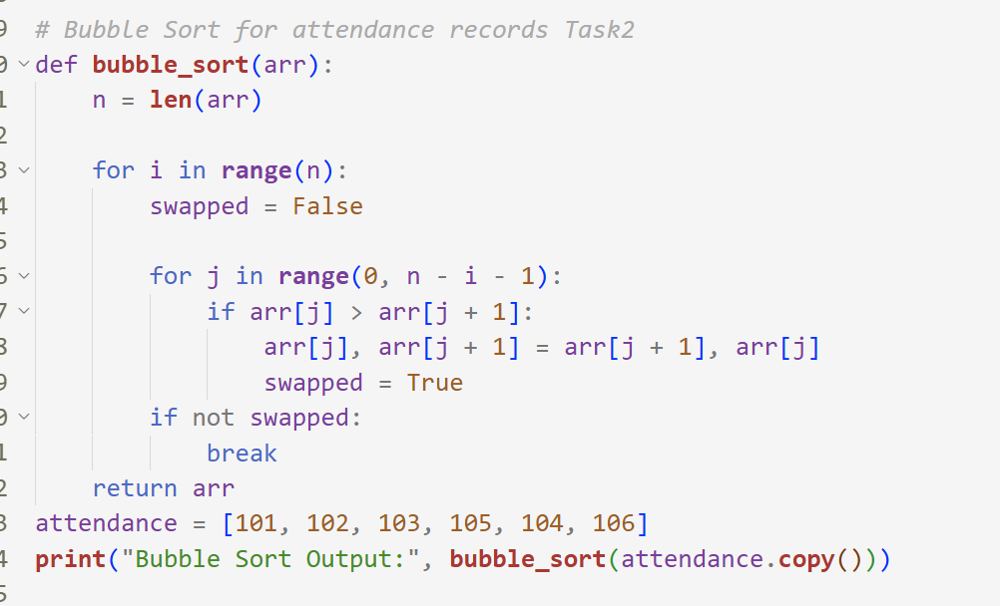 # Bubble Sort for attendance records Task2
def bubble_sort(arr):
    n = len(arr)

    for i in range(n):
        swapped = False

        for j in range(0, n - i - 1):
            if arr[j] > arr[j + 1]:
                arr[j], arr[j + 1] = arr[j + 1], arr[j]
                swapped = True
        if not swapped:
            break
    return arr
attendance = [101, 102, 103, 105, 104, 106]
print("Bubble Sort Output:", bubble_sort(attendance.copy()))